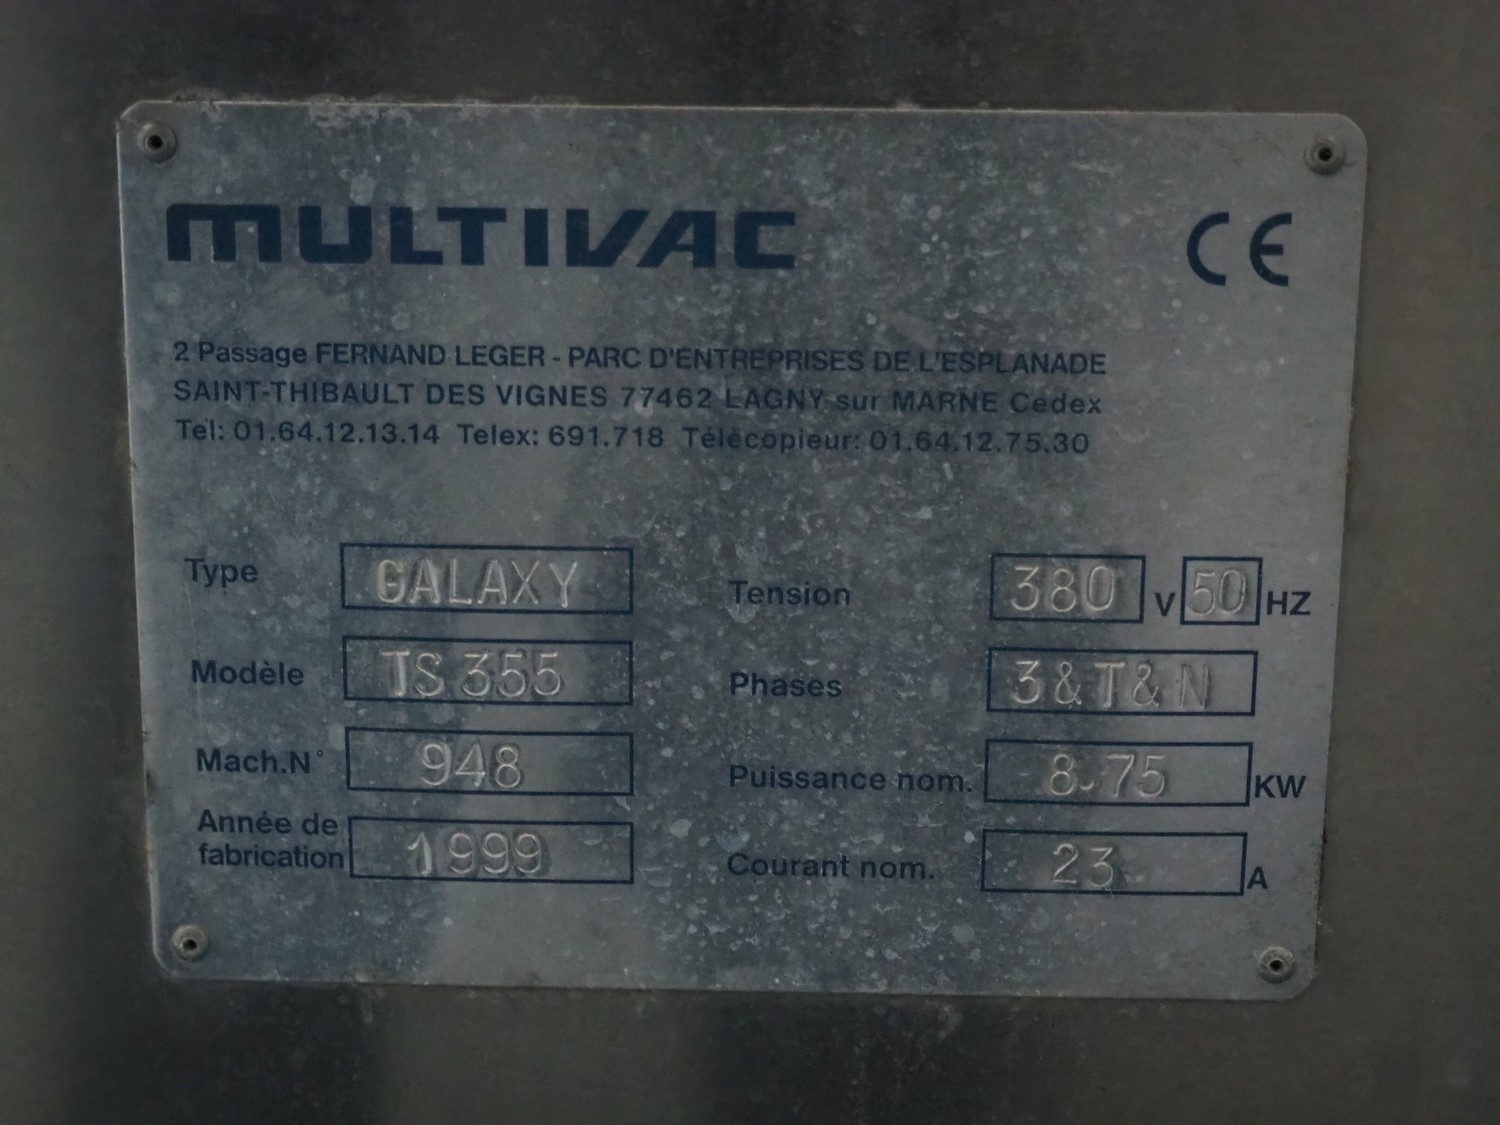 MULTIVAC CE
2 Passage FERNAND LEGER - PARC D'ENTREPRISES DE L'ESPLANADE
SAINT-THIBAULT DES VIGNES 77462 LAGNY sur MARNE Cedex
Tel: 01.64.12.13.14 Telex: 691.718 Télécopieur: 01.64.12.75.30
Type GALAXY
Modèle TS 355
Mach.N° 948
Année de
fabrication 1999
Tension 380 V 50 HZ
Phases 3&T&N
Puissance nom. 8.75 KW
Courant nom. 23 A